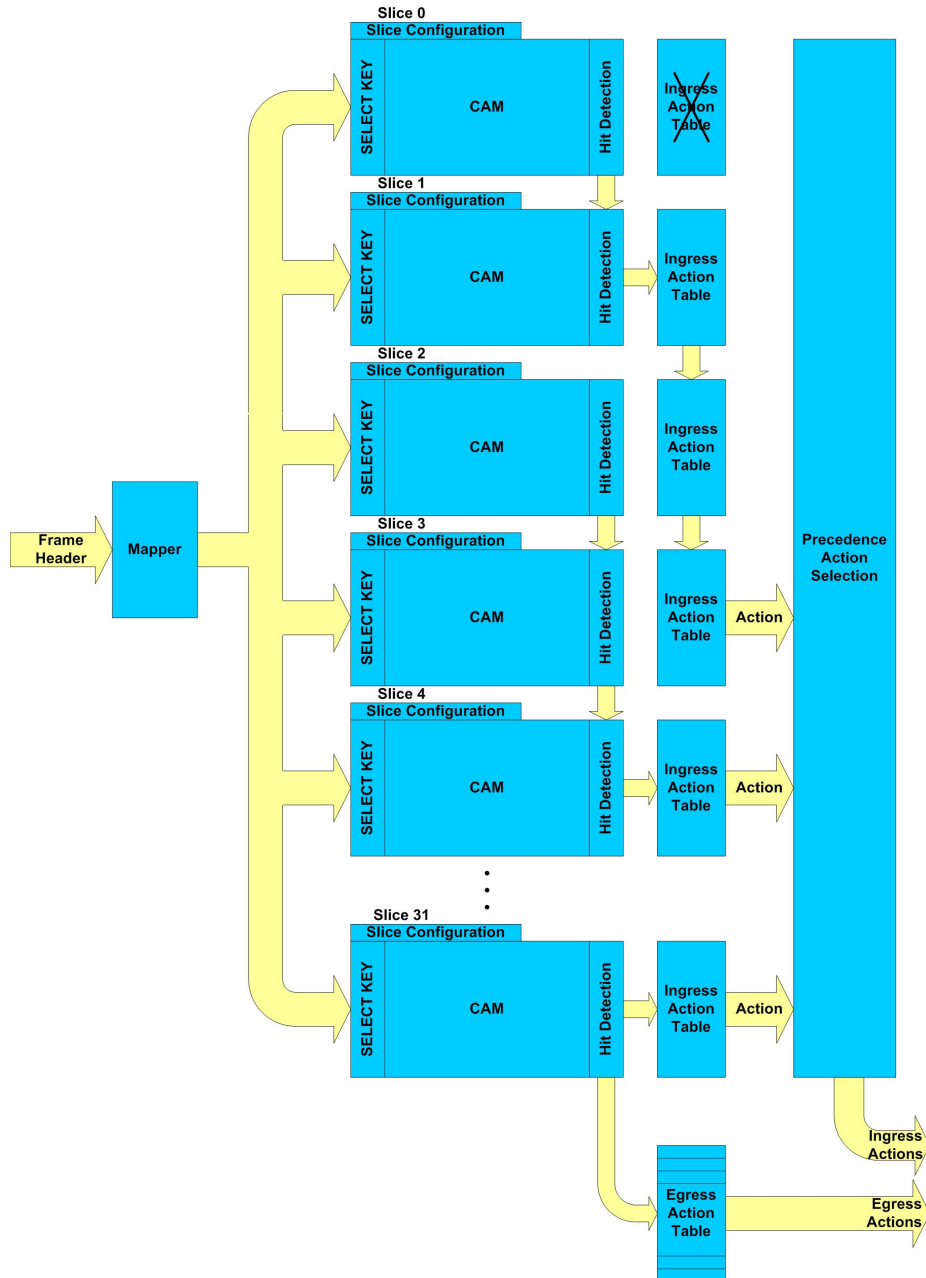 Slice 0
Slice Configuration
SELECT KEY
CAM
Hit Detection
Ingress
Action
Table
Slice 1
Slice Configuration
SELECT KEY
CAM
Hit Detection
Ingress
Action
Table
Slice 2
Slice Configuration
SELECT KEY
CAM
Hit Detection
Ingress
Action
Table
Frame
Header
Mapper
Slice 3
Slice Configuration
SELECT KEY
CAM
Hit Detection
Ingress
Action
Table
Action
Precedence
Action
Selection
Slice 4
Slice Configuration
SELECT KEY
CAM
Hit Detection
Ingress
Action
Table
Action
Slice 31
Slice Configuration
SELECT KEY
CAM
Hit Detection
Ingress
Action
Table
Action
Ingress
Actions
Egress
Action
Table
Egress
Actions